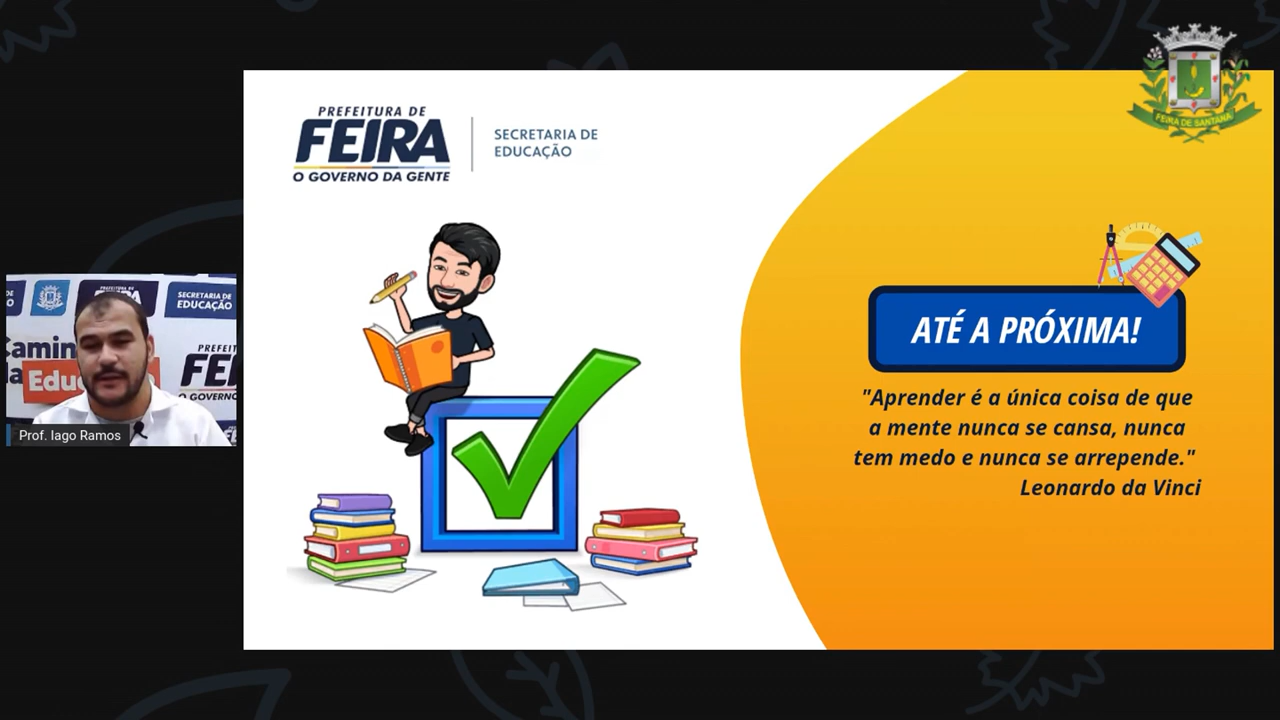 PREFEITURA DE
FEIRA
O GOVERNO DA GENTE
SECRETARIA DE
EDUCAÇÃO
FEIRA DE SANTANA
ATÉ A PRÓXIMA!
"Aprender é a única coisa de que
a mente nunca se cansa, nunca
tem medo e nunca se arrepende."
Leonardo da Vinci
SECRETARIA DE
EDUCAÇÃO
Prof. Iago Ramos